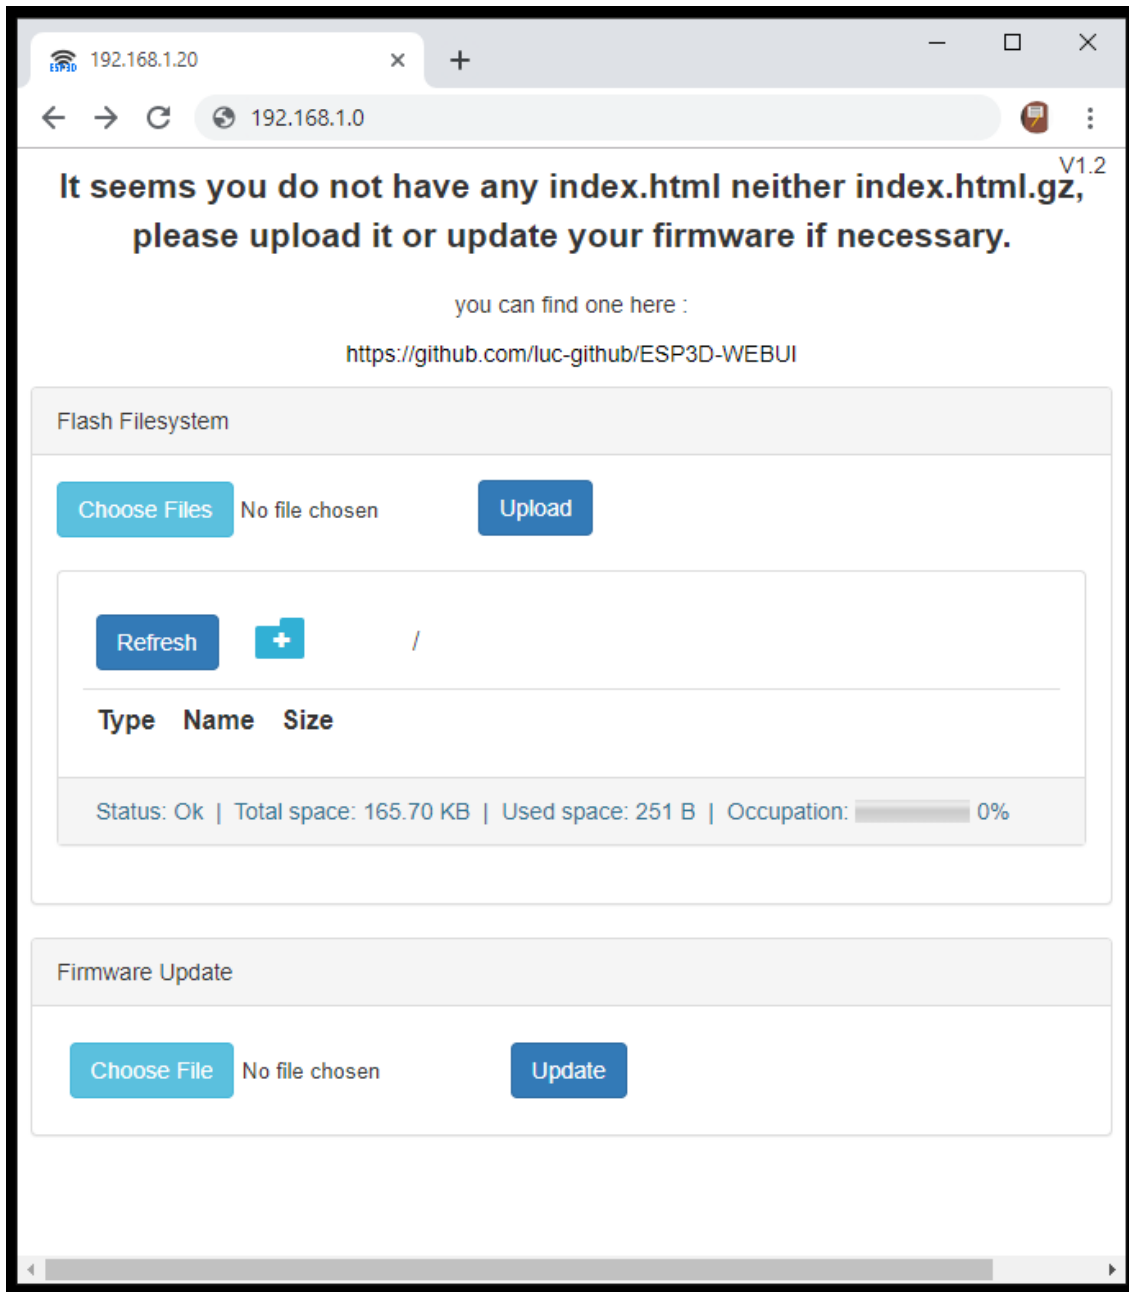 ESP3D 192.168.1.20
192.168.1.0
V1.2
It seems you do not have any index.html neither index.html.gz,
please upload it or update your firmware if necessary.
you can find one here :
https://github.com/luc-github/ESP3D-WEBUI
Flash Filesystem
Choose Files No file chosen Upload
Refresh /
Type Name Size
Status: Ok | Total space: 165.70 KB | Used space: 251 B | Occupation: 0%
Firmware Update
Choose File No file chosen Update